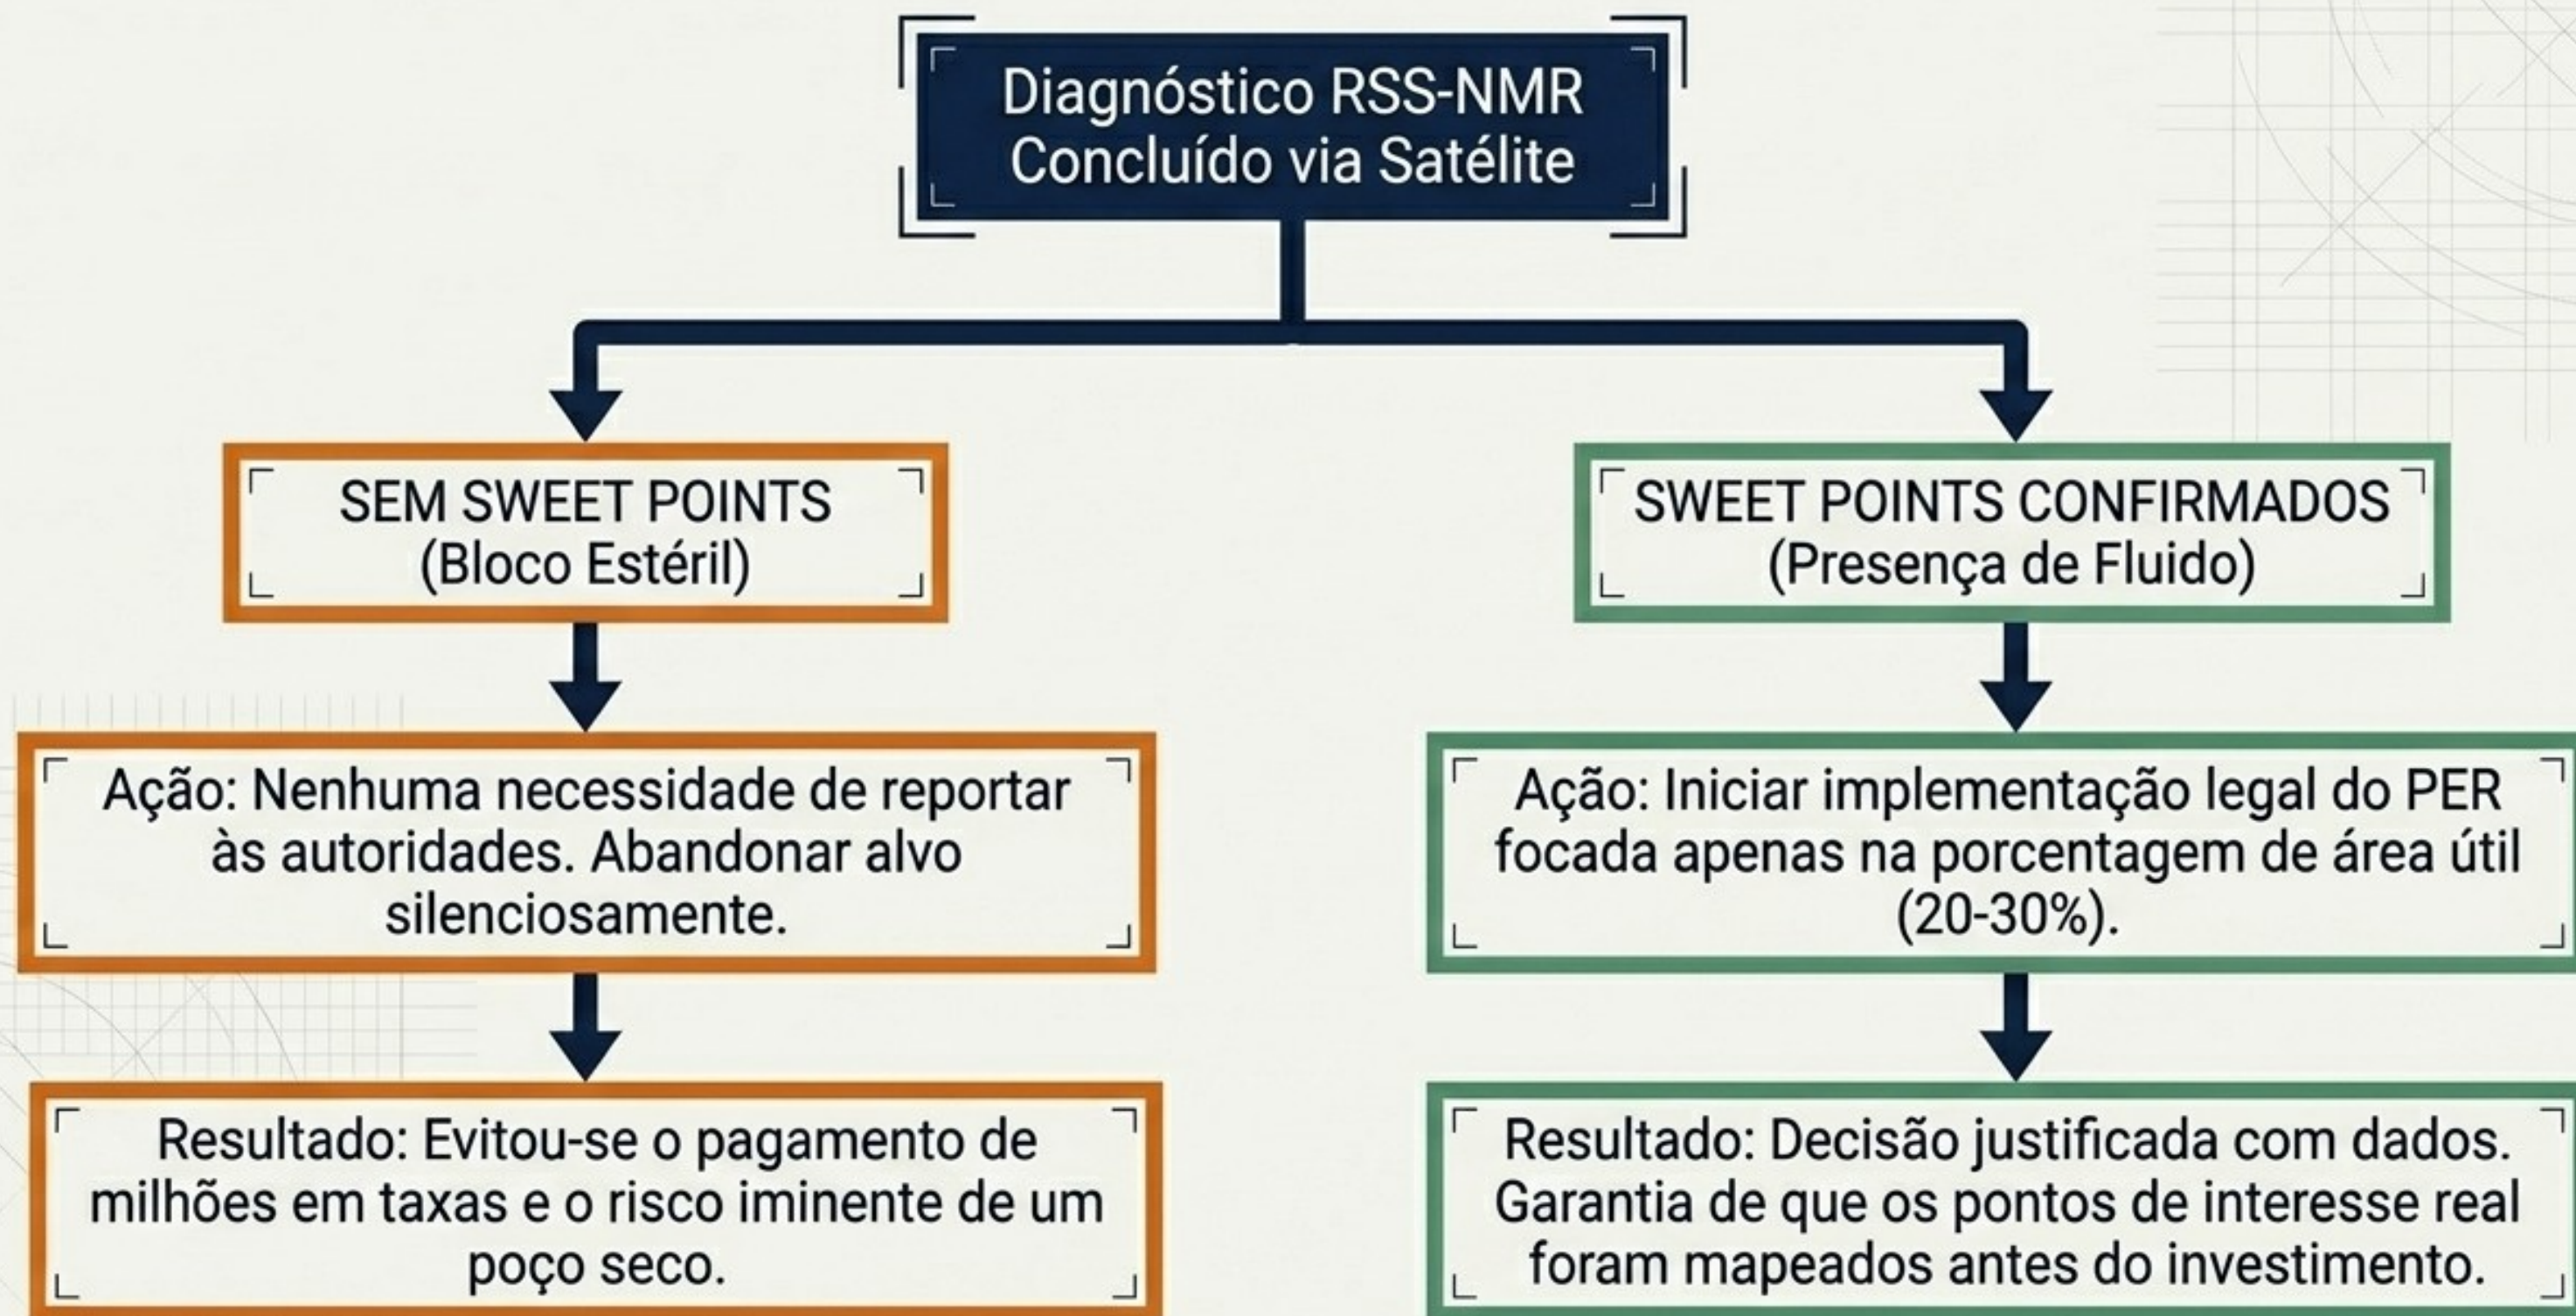 Diagnóstico RSS-NMR
Concluído via Satélite
SEM SWEET POINTS
(Bloco Estéril)
Ação: Nenhuma necessidade de reportar
às autoridades. Abandonar alvo
silenciosamente.
Resultado: Evitou-se o pagamento de
milhões em taxas e o risco iminente de um
poço seco.
SWEET POINTS CONFIRMADOS
(Presença de Fluido)
Ação: Iniciar implementação legal do PER
focada apenas na porcentagem de área útil
(20-30%).
Resultado: Decisão justificada com dados.
Garantia de que os pontos de interesse real
foram mapeados antes do investimento.